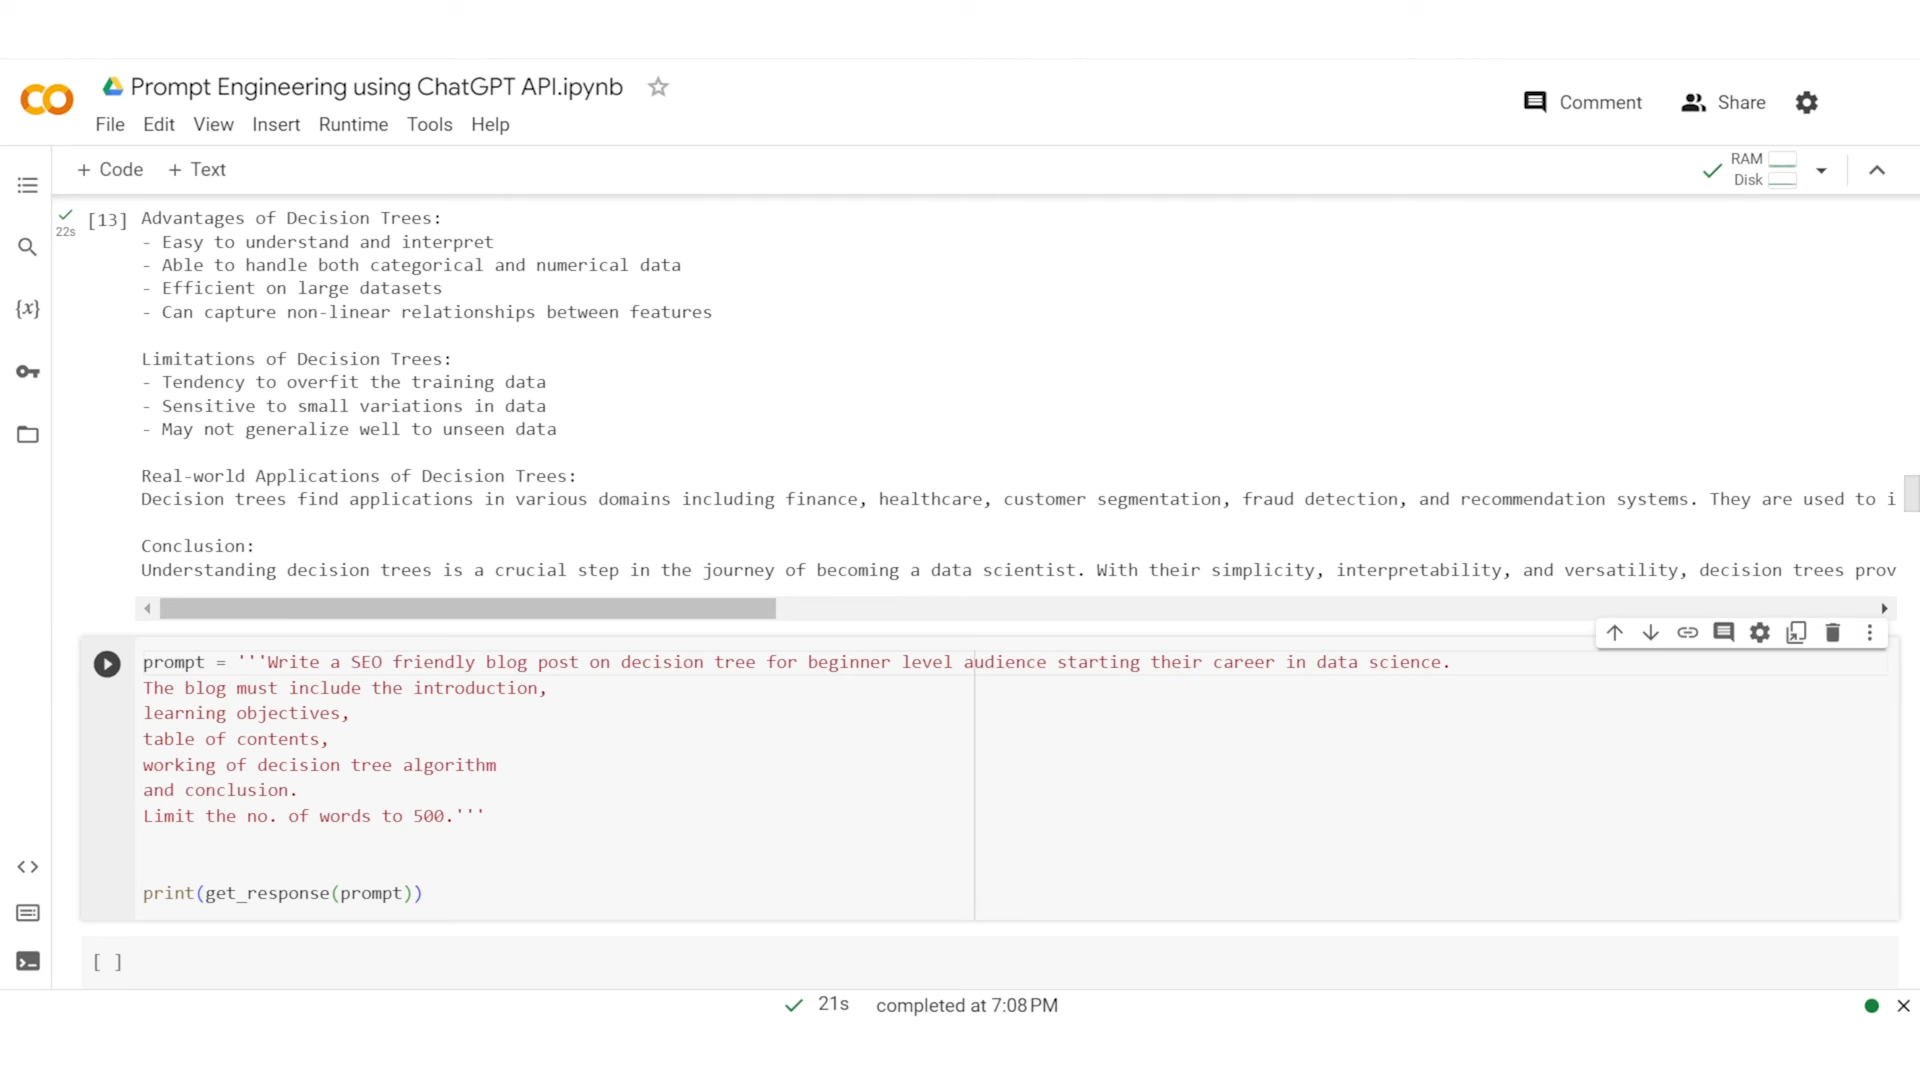 Prompt Engineering using ChatGPT API.ipynb
File Edit View Insert Runtime Tools Help
Comment Share
+ Code + Text
RAM
Disk
22s
[13] Advantages of Decision Trees:
- Easy to understand and interpret
- Able to handle both categorical and numerical data
- Efficient on large datasets
- Can capture non-linear relationships between features
Limitations of Decision Trees:
- Tendency to overfit the training data
- Sensitive to small variations in data
- May not generalize well to unseen data
Real-world Applications of Decision Trees:
Decision trees find applications in various domains including finance, healthcare, customer segmentation, fraud detection, and recommendation systems. They are used to i
Conclusion:
Understanding decision trees is a crucial step in the journey of becoming a data scientist. With their simplicity, interpretability, and versatility, decision trees prov
prompt = '''Write a SEO friendly blog post on decision tree for beginner level audience starting their career in data science.
The blog must include the introduction,
learning objectives,
table of contents,
working of decision tree algorithm
and conclusion.
Limit the no. of words to 500.'''
print(get_response(prompt))
[ ]
21s completed at 7:08 PM